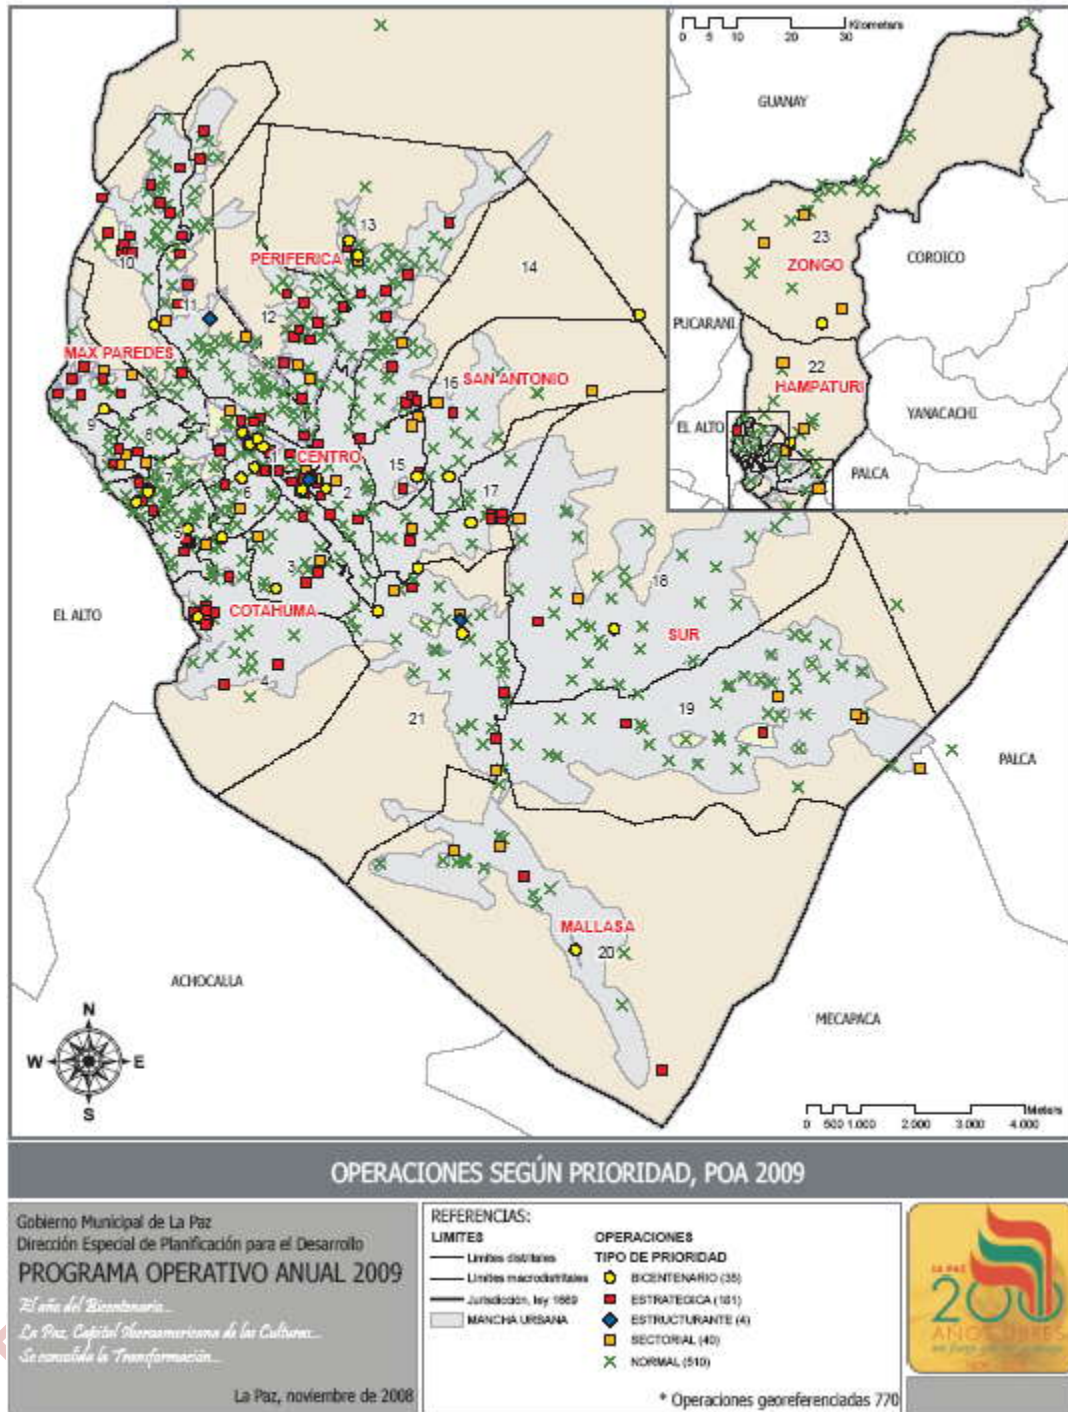 Kilometers
0 5 10 20 30
GUANAY
23
ZONGO
COROICO
PUCARANI
22
HAMPATURI
YANACACHI
EL ALTO
PALCA
13
PERIFERICA
14
10
11
12
MAX PAREDES
16
SAN ANTONIO
9
8
CENTRO
1
15
7
6
2
17
5
3
18
EL ALTO
COTAHUMA
SUR
4
21
19
PALCA
MALLASA
20
ACHOCALLA
MECAPACA
N
W E
S
Meters
0 500 1.000 2.000 3.000 4.000
OPERACIONES SEGÚN PRIORIDAD, POA 2009
Gobierno Municipal de La Paz
Dirección Especial de Planificación para el Desarrollo
PROGRAMA OPERATIVO ANUAL 2009
El año del Bicentenario...
La Paz, Capital Iberoamericana de las Culturas...
Se consolida la Transformación...
La Paz, noviembre de 2008
REFERENCIAS:
LIMITES
Limites distritales
Limites macrodistritales
Jurisdicción, ley 1669
MANCHA URBANA
OPERACIONES
TIPO DE PRIORIDAD
BICENTENARIO (35)
ESTRATEGICA (181)
ESTRUCTURANTE (4)
SECTORIAL (40)
NORMAL (510)
* Operaciones georeferenciadas 770
LA PAZ
200
AÑOS LIBRES